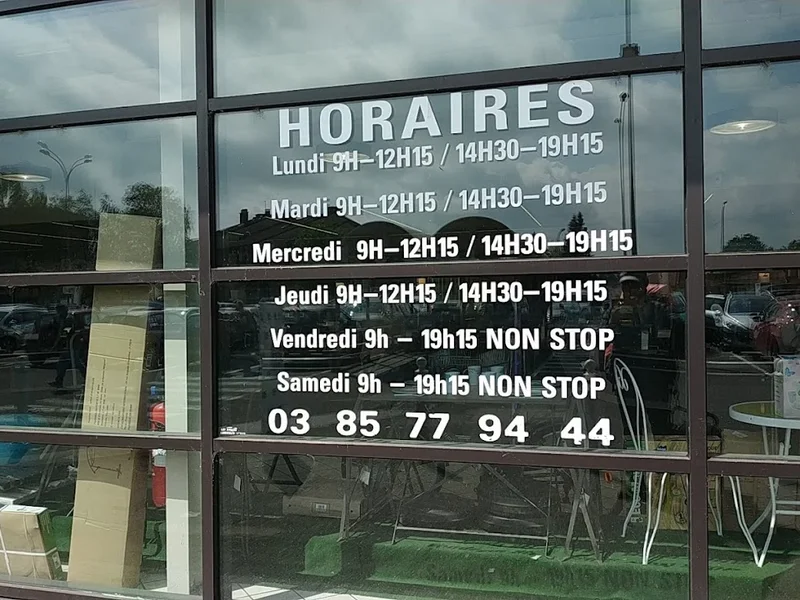 HORAIRES
Lundi 9H-12H15 / 14H30-19H15
Mardi 9H-12H15 / 14H30-19H15
Mercredi 9H-12H15 / 14H30-19H15
Jeudi 9H-12H15 / 14H30-19H15
Vendredi 9h - 19h15 NON STOP
Samedi 9h - 19h15 NON STOP
03 85 77 94 44